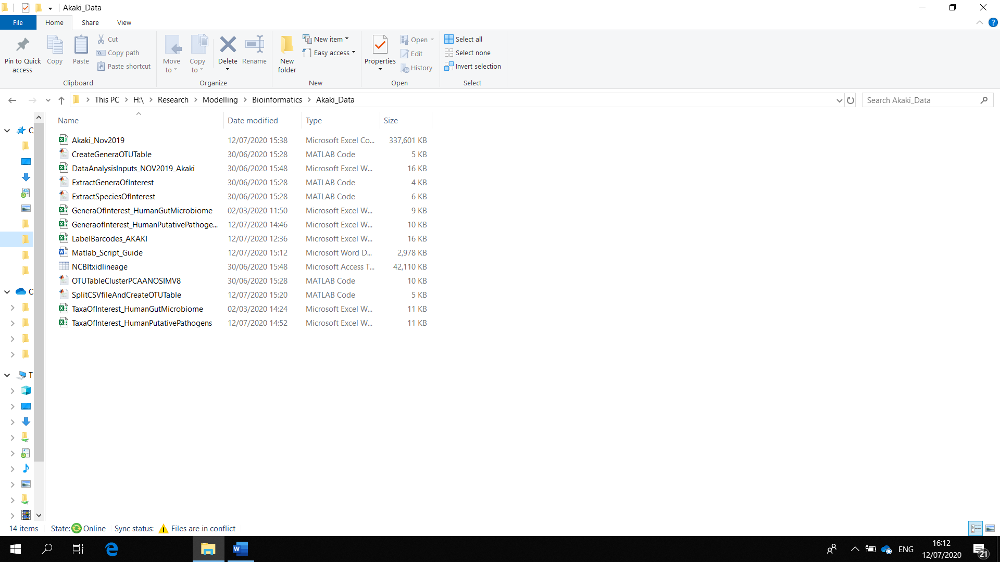 Akaki_Data
File Home Share View
Pin to Quick access
Copy
Paste
Cut
Copy path
Paste shortcut
Clipboard
Move to
Copy to
Delete
Rename
Organize
New folder
New item
Easy access
New
Properties
Open
Edit
History
Open
Select all
Select none
Invert selection
Select
This PC > H:\ > Research > Modelling > Bioinformatics > Akaki_Data
Search Akaki_Data
Name Date modified Type Size
Akaki_Nov2019 12/07/2020 15:38 Microsoft Excel Co... 337,601 KB
CreateGeneraOTUTable 30/06/2020 15:28 MATLAB Code 5 KB
DataAnalysisInputs_NOV2019_Akaki 30/06/2020 15:48 Microsoft Excel W... 16 KB
ExtractGeneraOfInterest 30/06/2020 15:28 MATLAB Code 4 KB
ExtractSpeciesOfInterest 30/06/2020 15:28 MATLAB Code 6 KB
GeneraOfInterest_HumanGutMicrobiome 02/03/2020 11:50 Microsoft Excel W... 9 KB
GeneraofInterest_HumanPutativePathoge... 12/07/2020 14:46 Microsoft Excel W... 10 KB
LabelBarcodes_AKAKI 12/07/2020 12:36 Microsoft Excel W... 16 KB
Matlab_Script_Guide 12/07/2020 15:12 Microsoft Word D... 2,978 KB
NCBItxidlineage 30/06/2020 15:48 Microsoft Access T... 42,110 KB
OTUTableClusterPCAANOSIMV8 30/06/2020 15:28 MATLAB Code 10 KB
SplitCSVfileAndCreateOTUTable 12/07/2020 15:20 MATLAB Code 5 KB
TaxaOfInterest_HumanGutMicrobiome 02/03/2020 14:24 Microsoft Excel W... 11 KB
TaxaOfInterest_HumanPutativePathogens 12/07/2020 14:52 Microsoft Excel W... 11 KB
14 items State: Online Sync status: Files are in conflict
ENG
16:12
12/07/2020
21